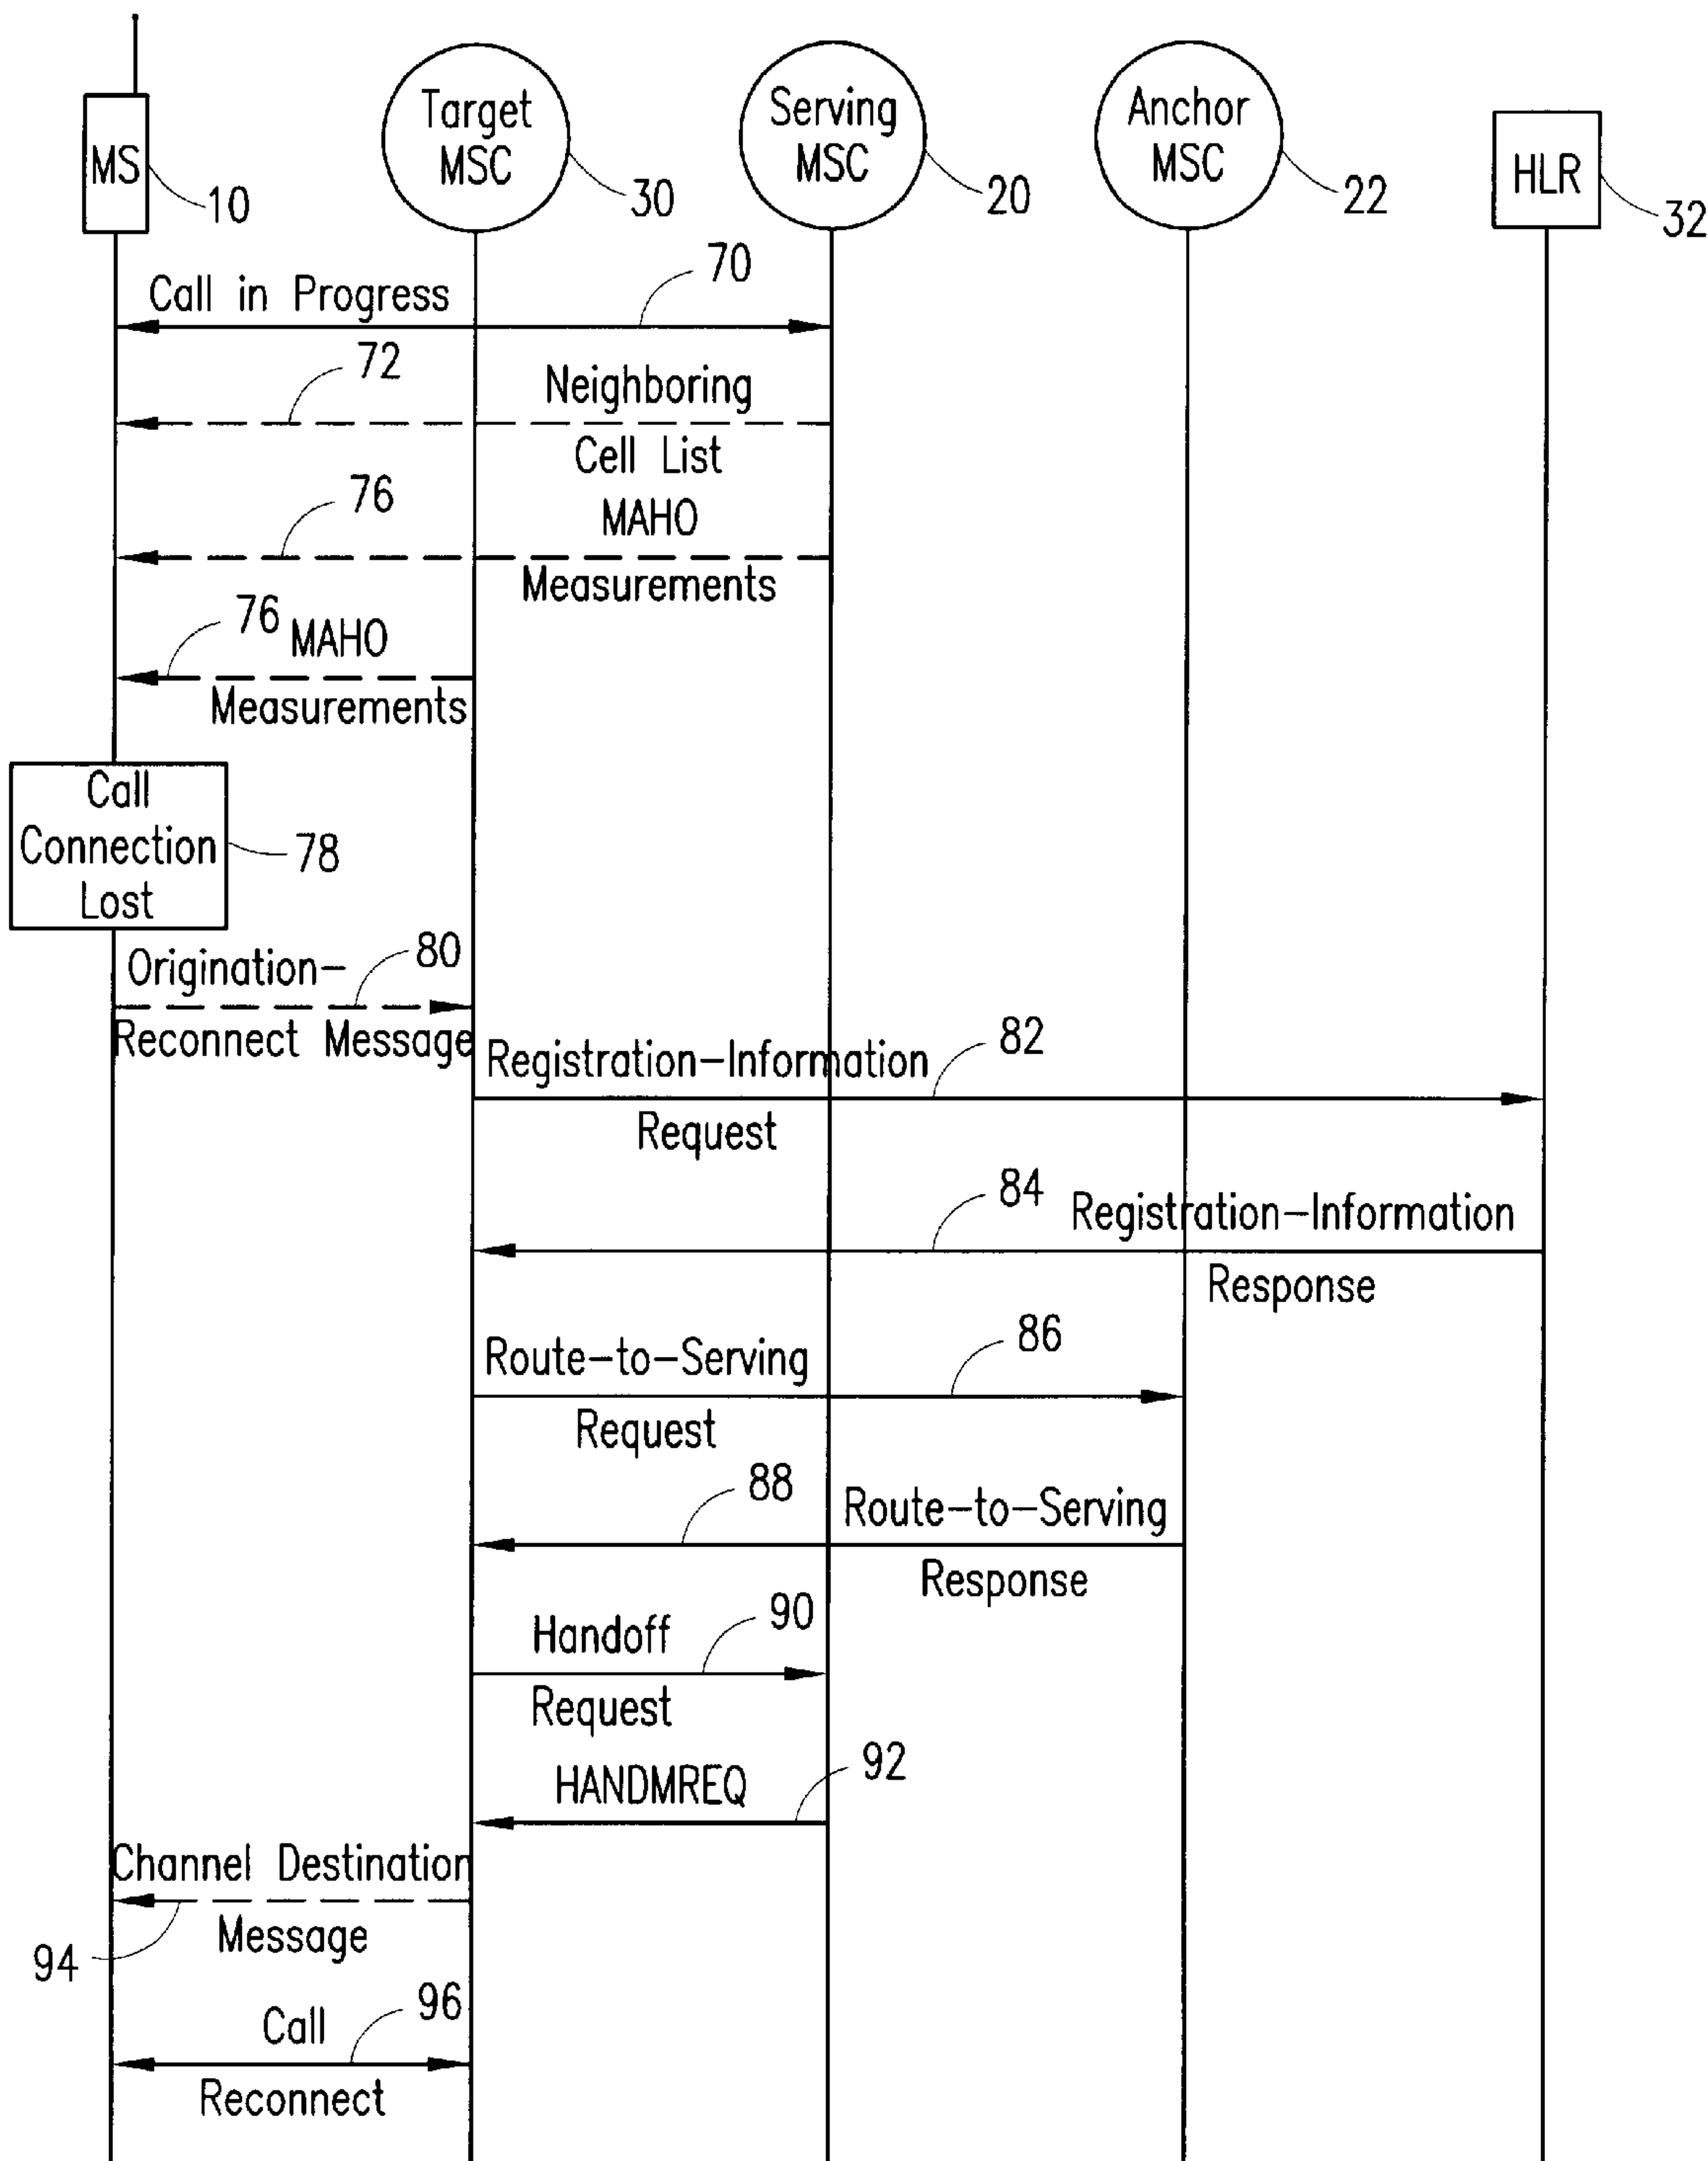 MS
10
Target
MSC
30
Serving
MSC
20
Anchor
MSC
22
HLR
32
Call in Progress
70
72
Neighboring
Cell List
76
MAHO
Measurements
76
MAHO
Measurements
Call
Connection
Lost
78
Origination-
80
Reconnect Message
Registration-Information
82
Request
84
Registration-Information
Response
Route-to-Serving
86
Request
88
Route-to-Serving
Response
Handoff
90
Request
HANDMREQ
92
Channel Destination
Message
94
Call
96
Reconnect